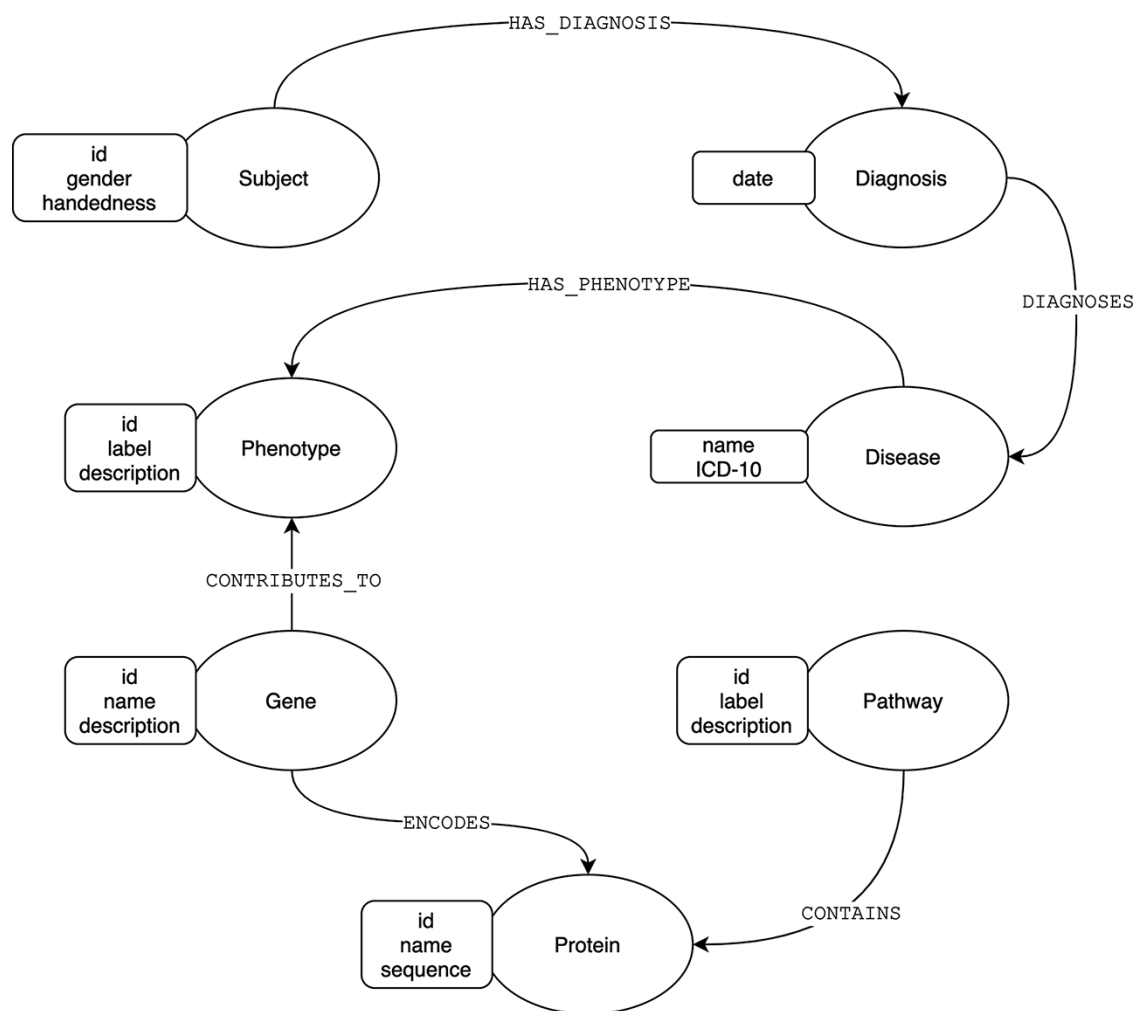 HAS_DIAGNOSIS
id
gender
handedness
Subject
date
Diagnosis
HAS_PHENOTYPE
DIAGNOSES
id
label
description
Phenotype
name
ICD-10
Disease
CONTRIBUTES_TO
id
name
description
Gene
id
label
description
Pathway
ENCODES
id
name
sequence
Protein
CONTAINS